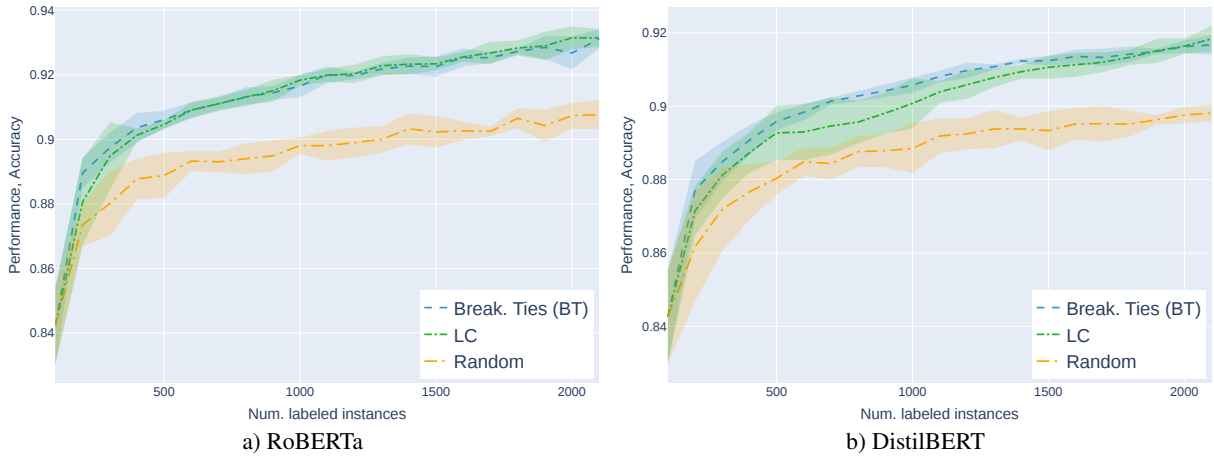 0.94
0.92
0.9
0.88
0.86
0.84
Performance, Accuracy
500
1000
1500
2000
Num. labeled instances
Break. Ties (BT)
LC
Random
a) RoBERTa
0.92
0.9
0.88
0.86
0.84
Performance, Accuracy
500
1000
1500
2000
Num. labeled instances
Break. Ties (BT)
LC
Random
b) DistilBERT